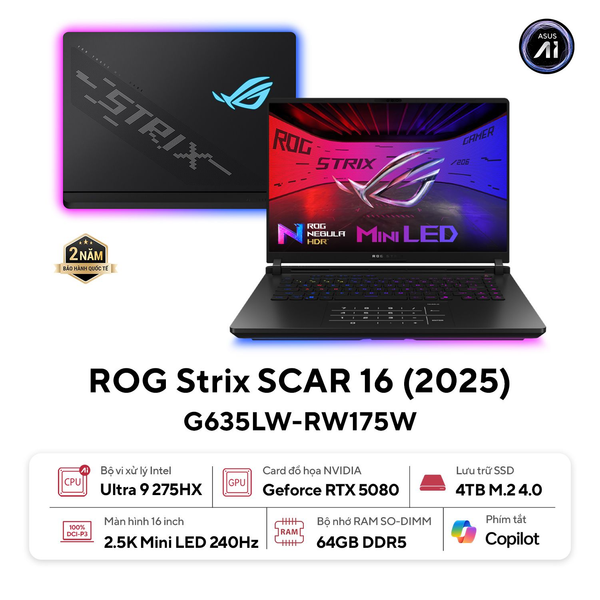 ASUS
Ai
STRIX
ROG
STRIX
GAMER
ROG
NEBULA
HDR
Mini LED
ROG
2 NĂM
BẢO HÀNH QUỐC TẾ
ROG Strix SCAR 16 (2025)
G635LW-RW175W
CPU
Ai
Bộ vi xử lý Intel
Ultra 9 275HX
GPU
Card đồ họa NVIDIA
Geforce RTX 5080
Lưu trữ SSD
4TB M.2 4.0
100%
DCI-P3
Màn hình 16 inch
2.5K Mini LED 240Hz
RAM
Bộ nhớ RAM SO-DIMM
64GB DDR5
Phím tắt
Copilot